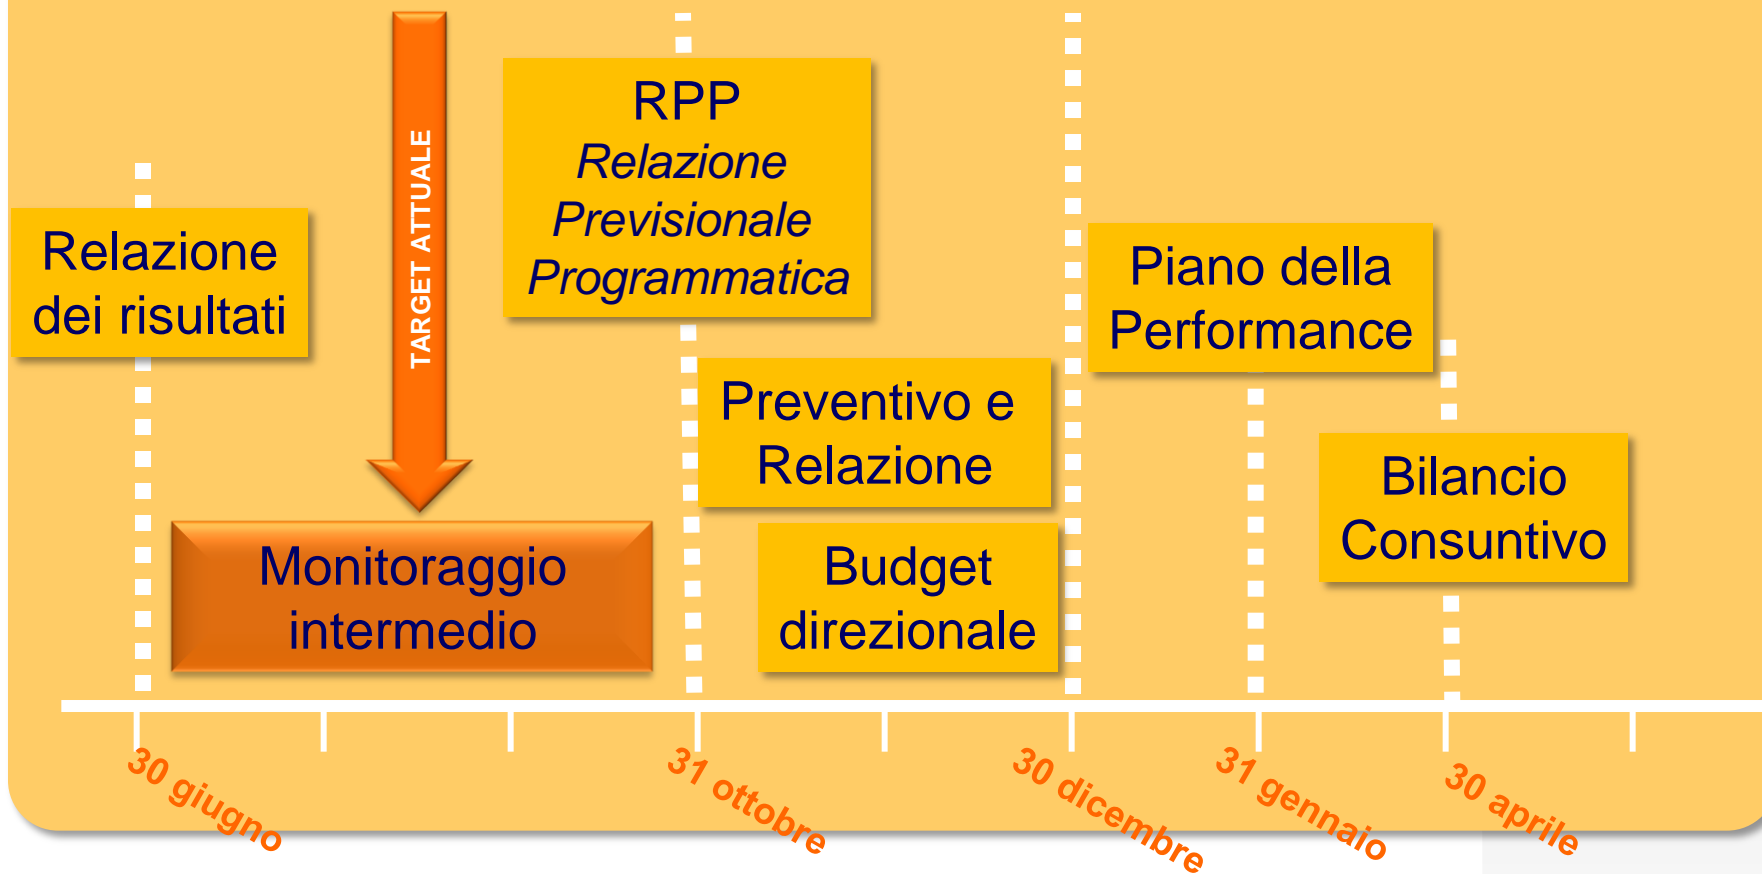 Relazione
dei risultati
TARGET ATTUALE
Monitoraggio
intermedio
RPP
Relazione
Previsionale
Programmatica
Preventivo e
Relazione
Budget
direzionale
Piano della
Performance
Bilancio
Consuntivo
30 giugno
31 ottobre
30 dicembre
31 gennaio
30 aprile